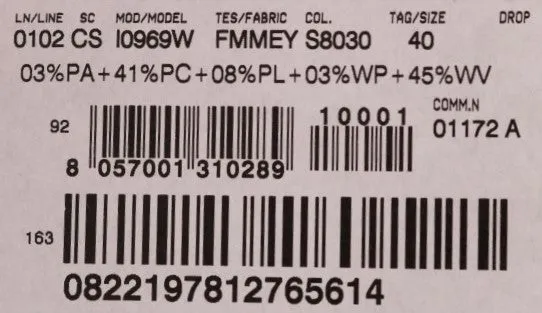 LN/LINE SC MOD/MODEL TES/FABRIC COL. TAG/SIZE DROP
0102 CS I0969W FMMEY S8030 40
03%PA+41%PC+08%PL+03%WP+45%WV
COMM.N
10001
92 01172 A
8 057001 310289
163
0822197812765614